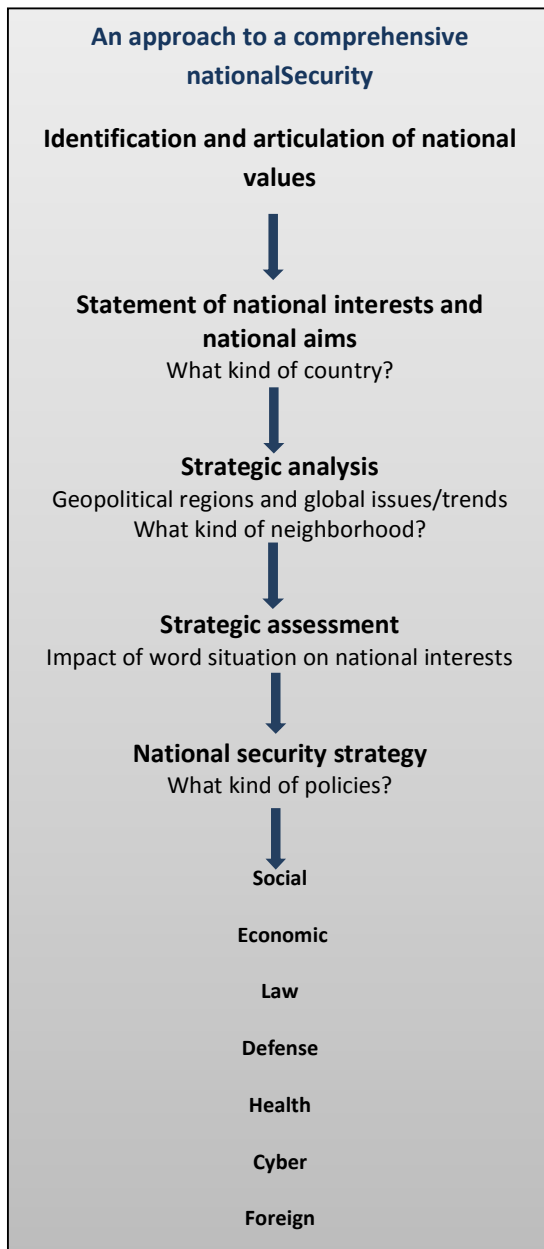 An approach to a comprehensive
nationalSecurity
Identification and articulation of national
values
Statement of national interests and
national aims
What kind of country?
Strategic analysis
Geopolitical regions and global issues/trends
What kind of neighborhood?
Strategic assessment
Impact of word situation on national interests
National security strategy
What kind of policies?
Social
Economic
Law
Defense
Health
Cyber
Foreign